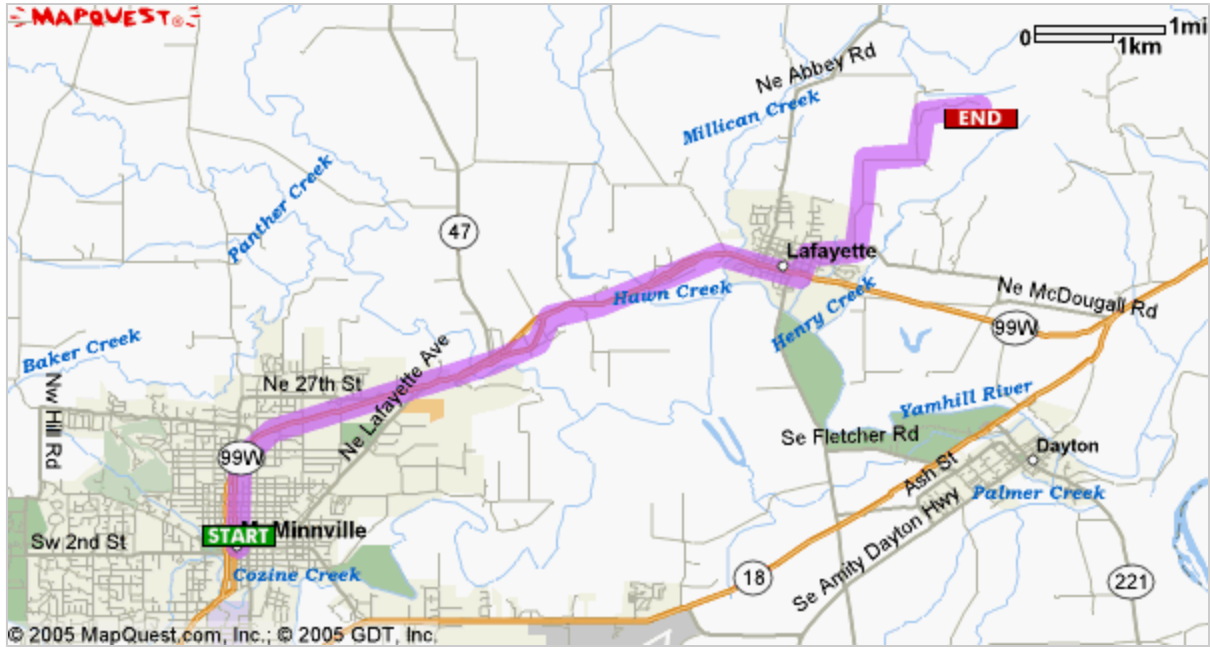 MAPQUEST®
0 1mi
1km
Ne Abbey Rd
Millican Creek
END
Panther Creek
47
Lafayette
Hawn Creek
Henry Creek
Ne McDougall Rd
99W
Baker Creek
Ne 27th St
Ne Lafayette Ave
Nw Hill Rd
Yamhill River
99W
Se Fletcher Rd
Dayton
Ash St
Palmer Creek
START
McMinnville
Sw 2nd St
Se Amity Dayton Hwy
Cozine Creek
18
221
© 2005 MapQuest.com, Inc.; © 2005 GDT, Inc.